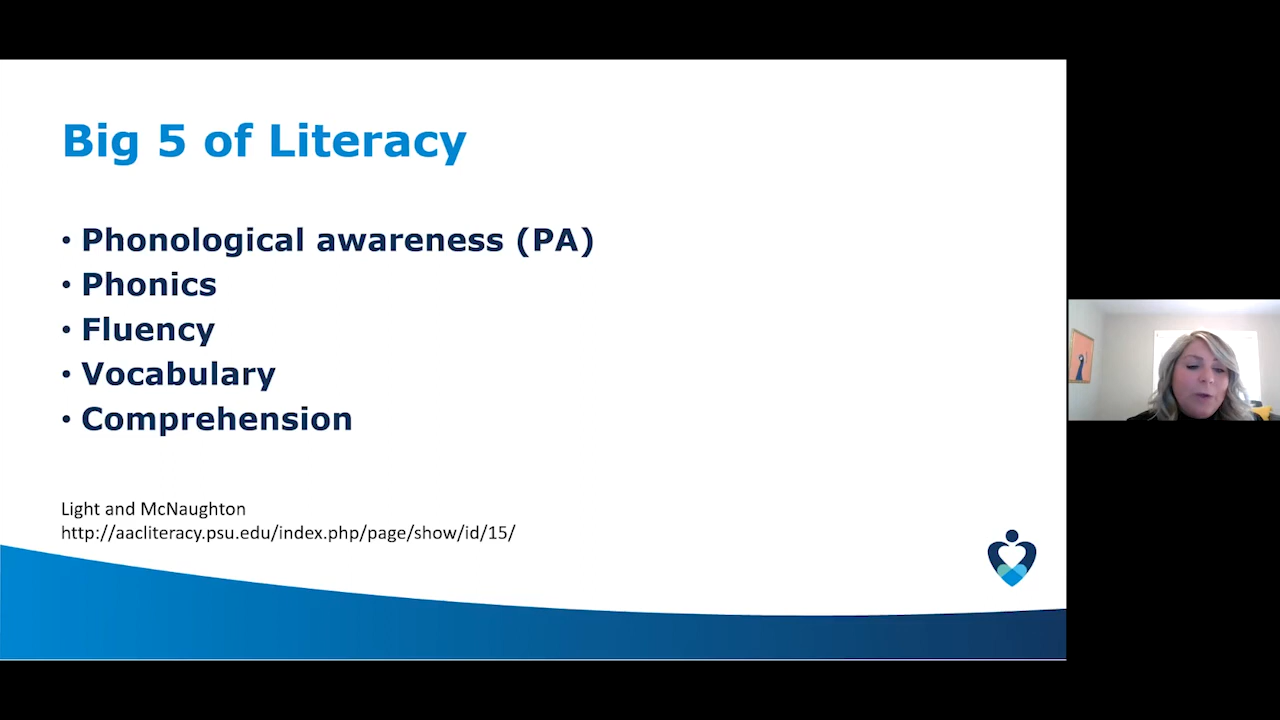 Big 5 of Literacy
• Phonological awareness (PA)
• Phonics
• Fluency
• Vocabulary
• Comprehension
Light and McNaughton
http://aacliteracy.psu.edu/index.php/page/show/id/15/